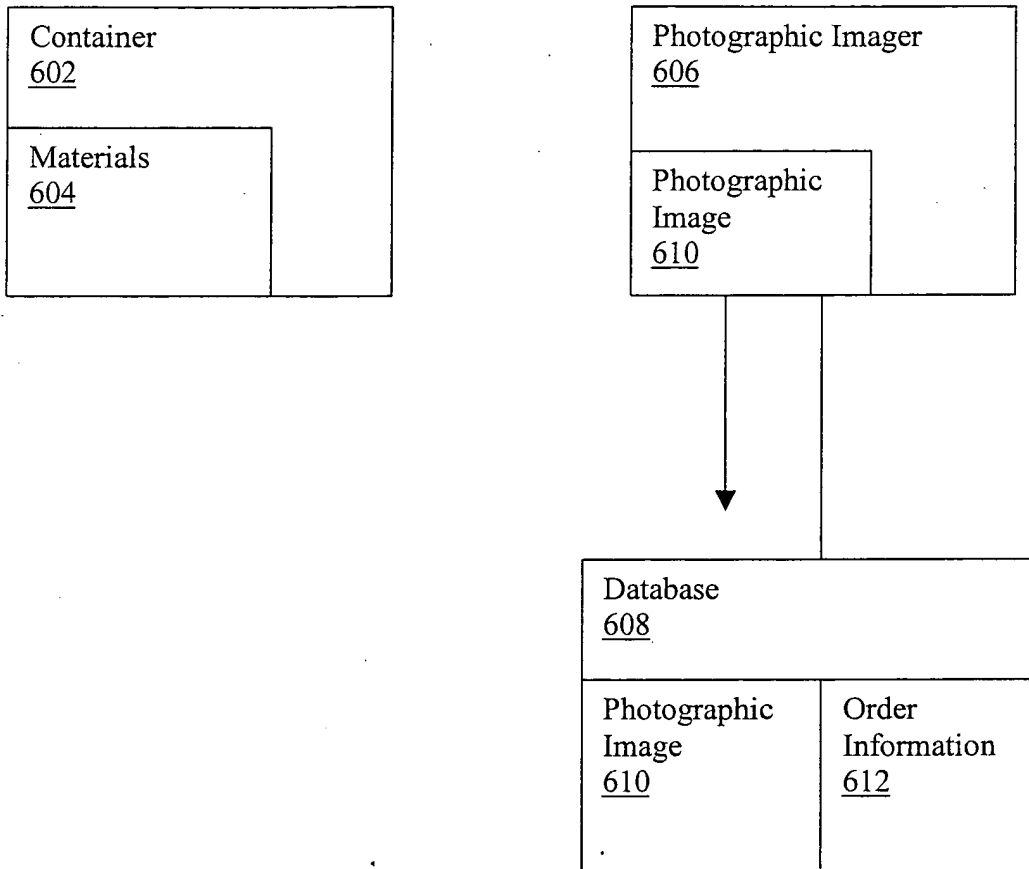 Container
602
Materials
604
Photographic Imager
606
Photographic
Image
610
Database
608
Photographic
Image
610
Order
Information
612